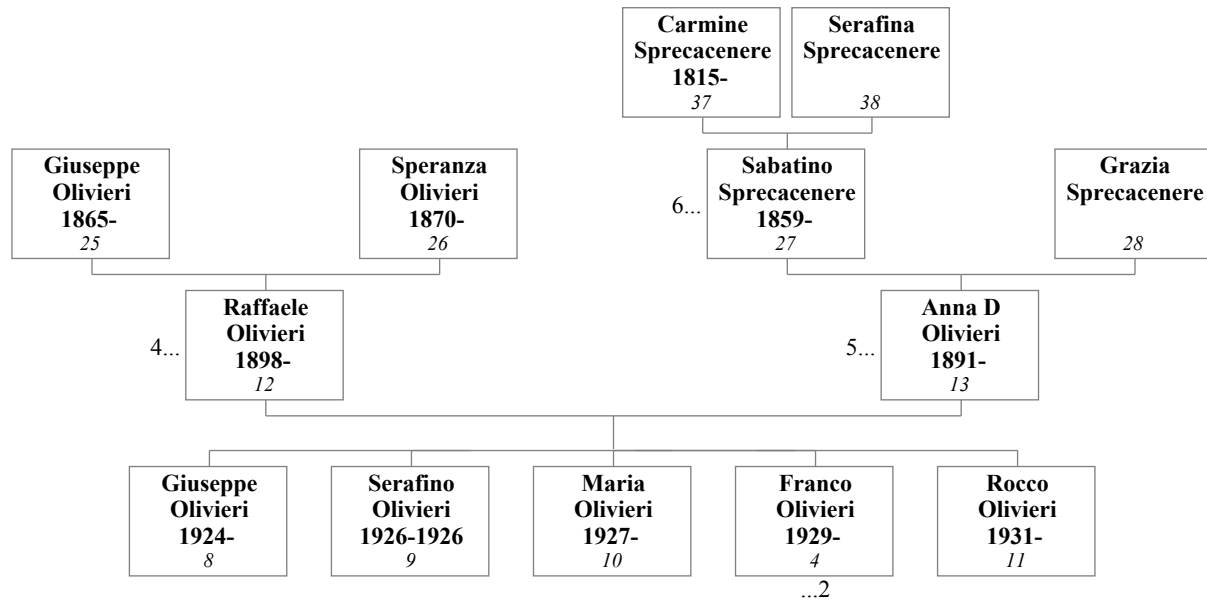 Carmine
Sprecacenere
1815-
37
Serafina
Sprecacenere
38
Giuseppe
Olivieri
1865-
25
Speranza
Olivieri
1870-
26
6...
Sabatino
Sprecacenere
1859-
27
Grazia
Sprecacenere
28
4...
Raffaele
Olivieri
1898-
12
5...
Anna D
Olivieri
1891-
13
Giuseppe
Olivieri
1924-
8
Serafino
Olivieri
1926-1926
9
Maria
Olivieri
1927-
10
Franco
Olivieri
1929-
4
...2
Rocco
Olivieri
1931-
11